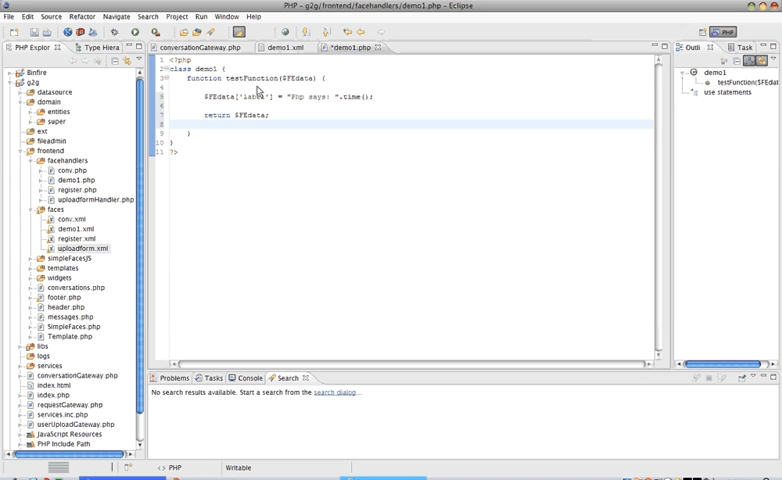 PHP - g2g/frontend/facehandlers/demo1.php - Eclipse
File Edit Source Refactor Navigate Search Project Run Window Help
PHP
PHP Explor Type Hiera conversationGateway.php demo1.xml *demo1.php Outli Task
Binfire
g2g
datasource
domain
entities
super
ext
fileadmin
frontend
facehandlers
conv.php
demo1.php
register.php
uploadformHandler.php
faces
conv.xml
demo1.xml
register.xml
uploadform.xml
simpleFacesJS
templates
widgets
conversations.php
footer.php
header.php
messages.php
SimpleFaces.php
Template.php
libs
logs
services
conversationGateway.php
index.html
index.php
requestGateway.php
services.inc.php
userUploadGateway.php
JavaScript Resources
PHP Include Path
1 <?php
2 class demo1 {
3 function testFunction($FEdata) {
4
5 $FEdata['label'] = "Php says: ".time();
6
7 return $FEdata;
8
9 }
10 }
11 ?>
demo1
testFunction($FEdat
use statements
Problems Tasks Console Search
No search results available. Start a search from the search dialog...
PHP Writable